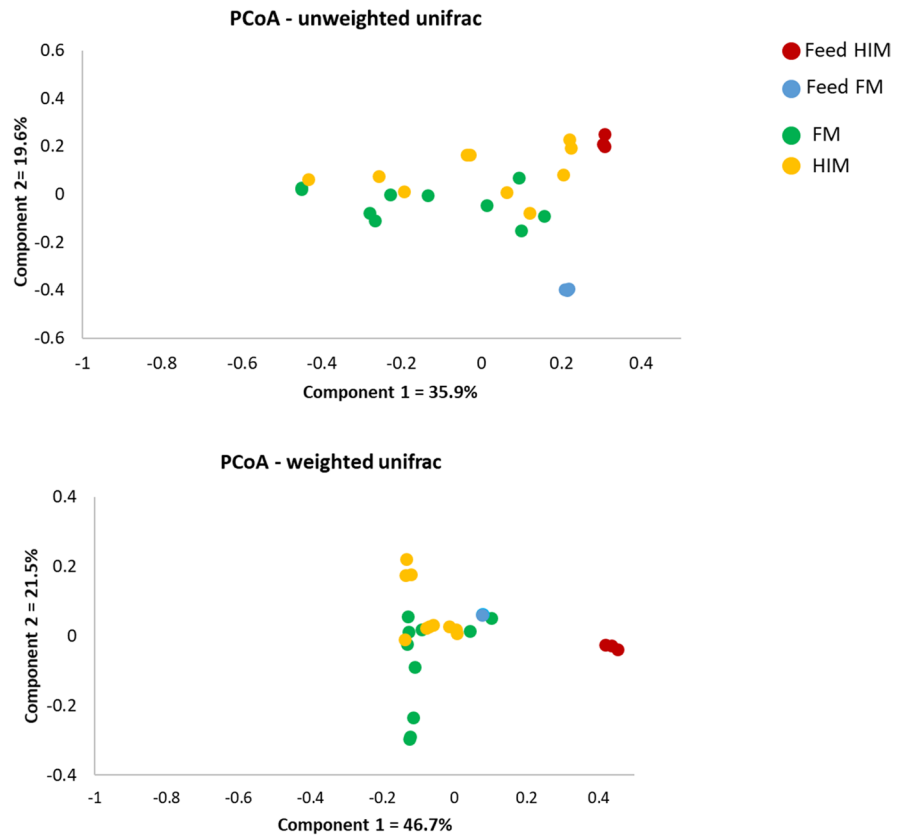 PCoA - unweighted unifrac
Feed HIM
Feed FM
FM
HIM
Component 2= 19.6%
0.6
0.4
0.2
0
-0.2
-0.4
-0.6
-1 -0.8 -0.6 -0.4 -0.2 0 0.2 0.4
Component 1 = 35.9%
PCoA - weighted unifrac
Component 2 = 21.5%
0.4
0.2
0
-0.2
-0.4
-1 -0.8 -0.6 -0.4 -0.2 0 0.2 0.4
Component 1 = 46.7%